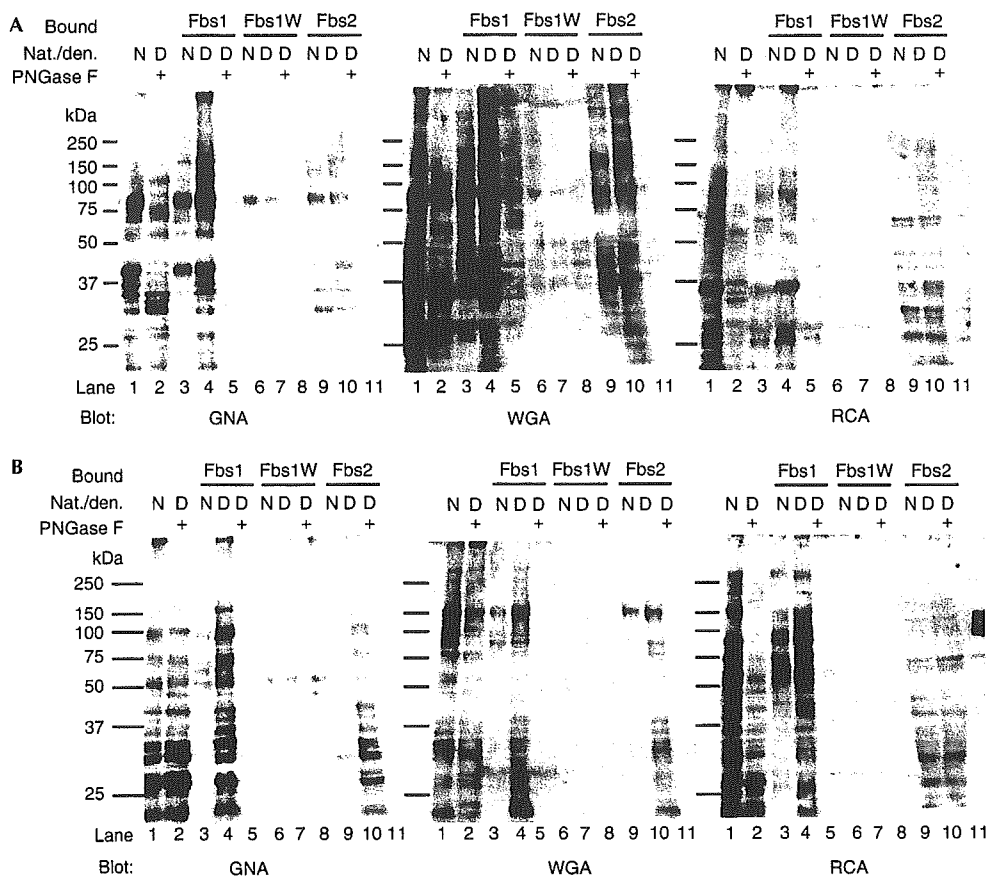 A
Bound Fbs1 Fbs1W Fbs2 Fbs1 Fbs1W Fbs2 Fbs1 Fbs1W Fbs2
Nat./den. N D N D D N D D N D D N D N D D N D D N D D N D N D D N D D N D D
PNGase F + + + + + + + + + + + +
kDa
250
150
100
75
50
37
25
Lane 1 2 3 4 5 6 7 8 9 10 11 1 2 3 4 5 6 7 8 9 10 11 1 2 3 4 5 6 7 8 9 10 11
Blot: GNA WGA RCA
B
Bound Fbs1 Fbs1W Fbs2 Fbs1 Fbs1W Fbs2 Fbs1 Fbs1W Fbs2
Nat./den. N D N D D N D D N D D N D N D D N D D N D D N D N D D N D D N D D
PNGase F + + + + + + + + + + + +
kDa
250
150
100
75
50
37
25
Lane
1 2 3 4 5 6 7 8 9 10 11 1 2 3 4 5 6 7 8 9 10 11 1 2 3 4 5 6 7 8 9 10 11
Blot: GNA WGA RCA